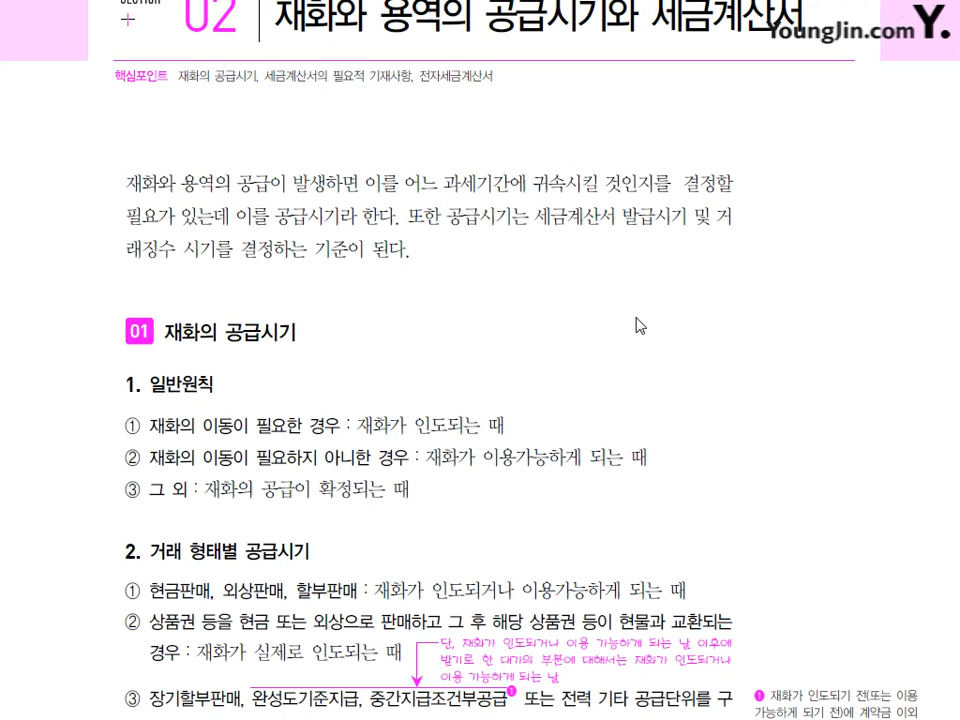 02 재화와 용역의 공급시기와 세금계산서
Younglin.com Y.
핵심포인트 재화의 공급시기, 세금계산서의 필요적 기재사항, 전자세금계산서
재화와 용역의 공급이 발생하면 이를 어느 과세기간에 귀속시킬 것인지를 결정할
필요가 있는데 이를 공급시기라 한다. 또한 공급시기는 세금계산서 발급시기 및 거
래징수 시기를 결정하는 기준이 된다.
01 재화의 공급시기
1. 일반원칙
① 재화의 이동이 필요한 경우 : 재화가 인도되는 때
② 재화의 이동이 필요하지 아니한 경우 : 재화가 이용가능하게 되는 때
③ 그 외 : 재화의 공급이 확정되는 때
2. 거래 형태별 공급시기
① 현금판매, 외상판매, 할부판매 : 재화가 인도되거나 이용가능하게 되는 때
② 상품권 등을 현금 또는 외상으로 판매하고 그 후 해당 상품권 등이 현물과 교환되는
경우 : 재화가 실제로 인도되는 때
단, 재화가 인도되거나 이용 가능하게 되는 날 이후에
받기로 한 대가의 부분에 대해서는 재화가 인도되거나
이용 가능하게 되는 날
③ 장기할부판매, 완성도기준지급, 중간지급조건부공급❶ 또는 전력 기타 공급단위를 구
❶ 재화가 인도되기 전(또는 이용
가능하게 되기 전)에 계약금 이외